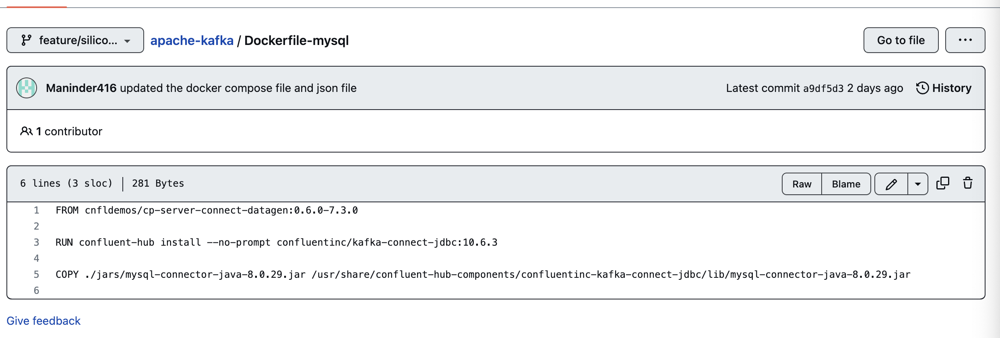 feature/silico... apache-kafka / Dockerfile-mysql Go to file ...
Maninder416 updated the docker compose file and json file Latest commit a9df5d3 2 days ago History
1 contributor
6 lines (3 sloc) 281 Bytes Raw Blame
1 FROM cnfldemos/cp-server-connect-datagen:0.6.0-7.3.0
2
3 RUN confluent-hub install --no-prompt confluentinc/kafka-connect-jdbc:10.6.3
4
5 COPY ./jars/mysql-connector-java-8.0.29.jar /usr/share/confluent-hub-components/confluentinc-kafka-connect-jdbc/lib/mysql-connector-java-8.0.29.jar
6
Give feedback